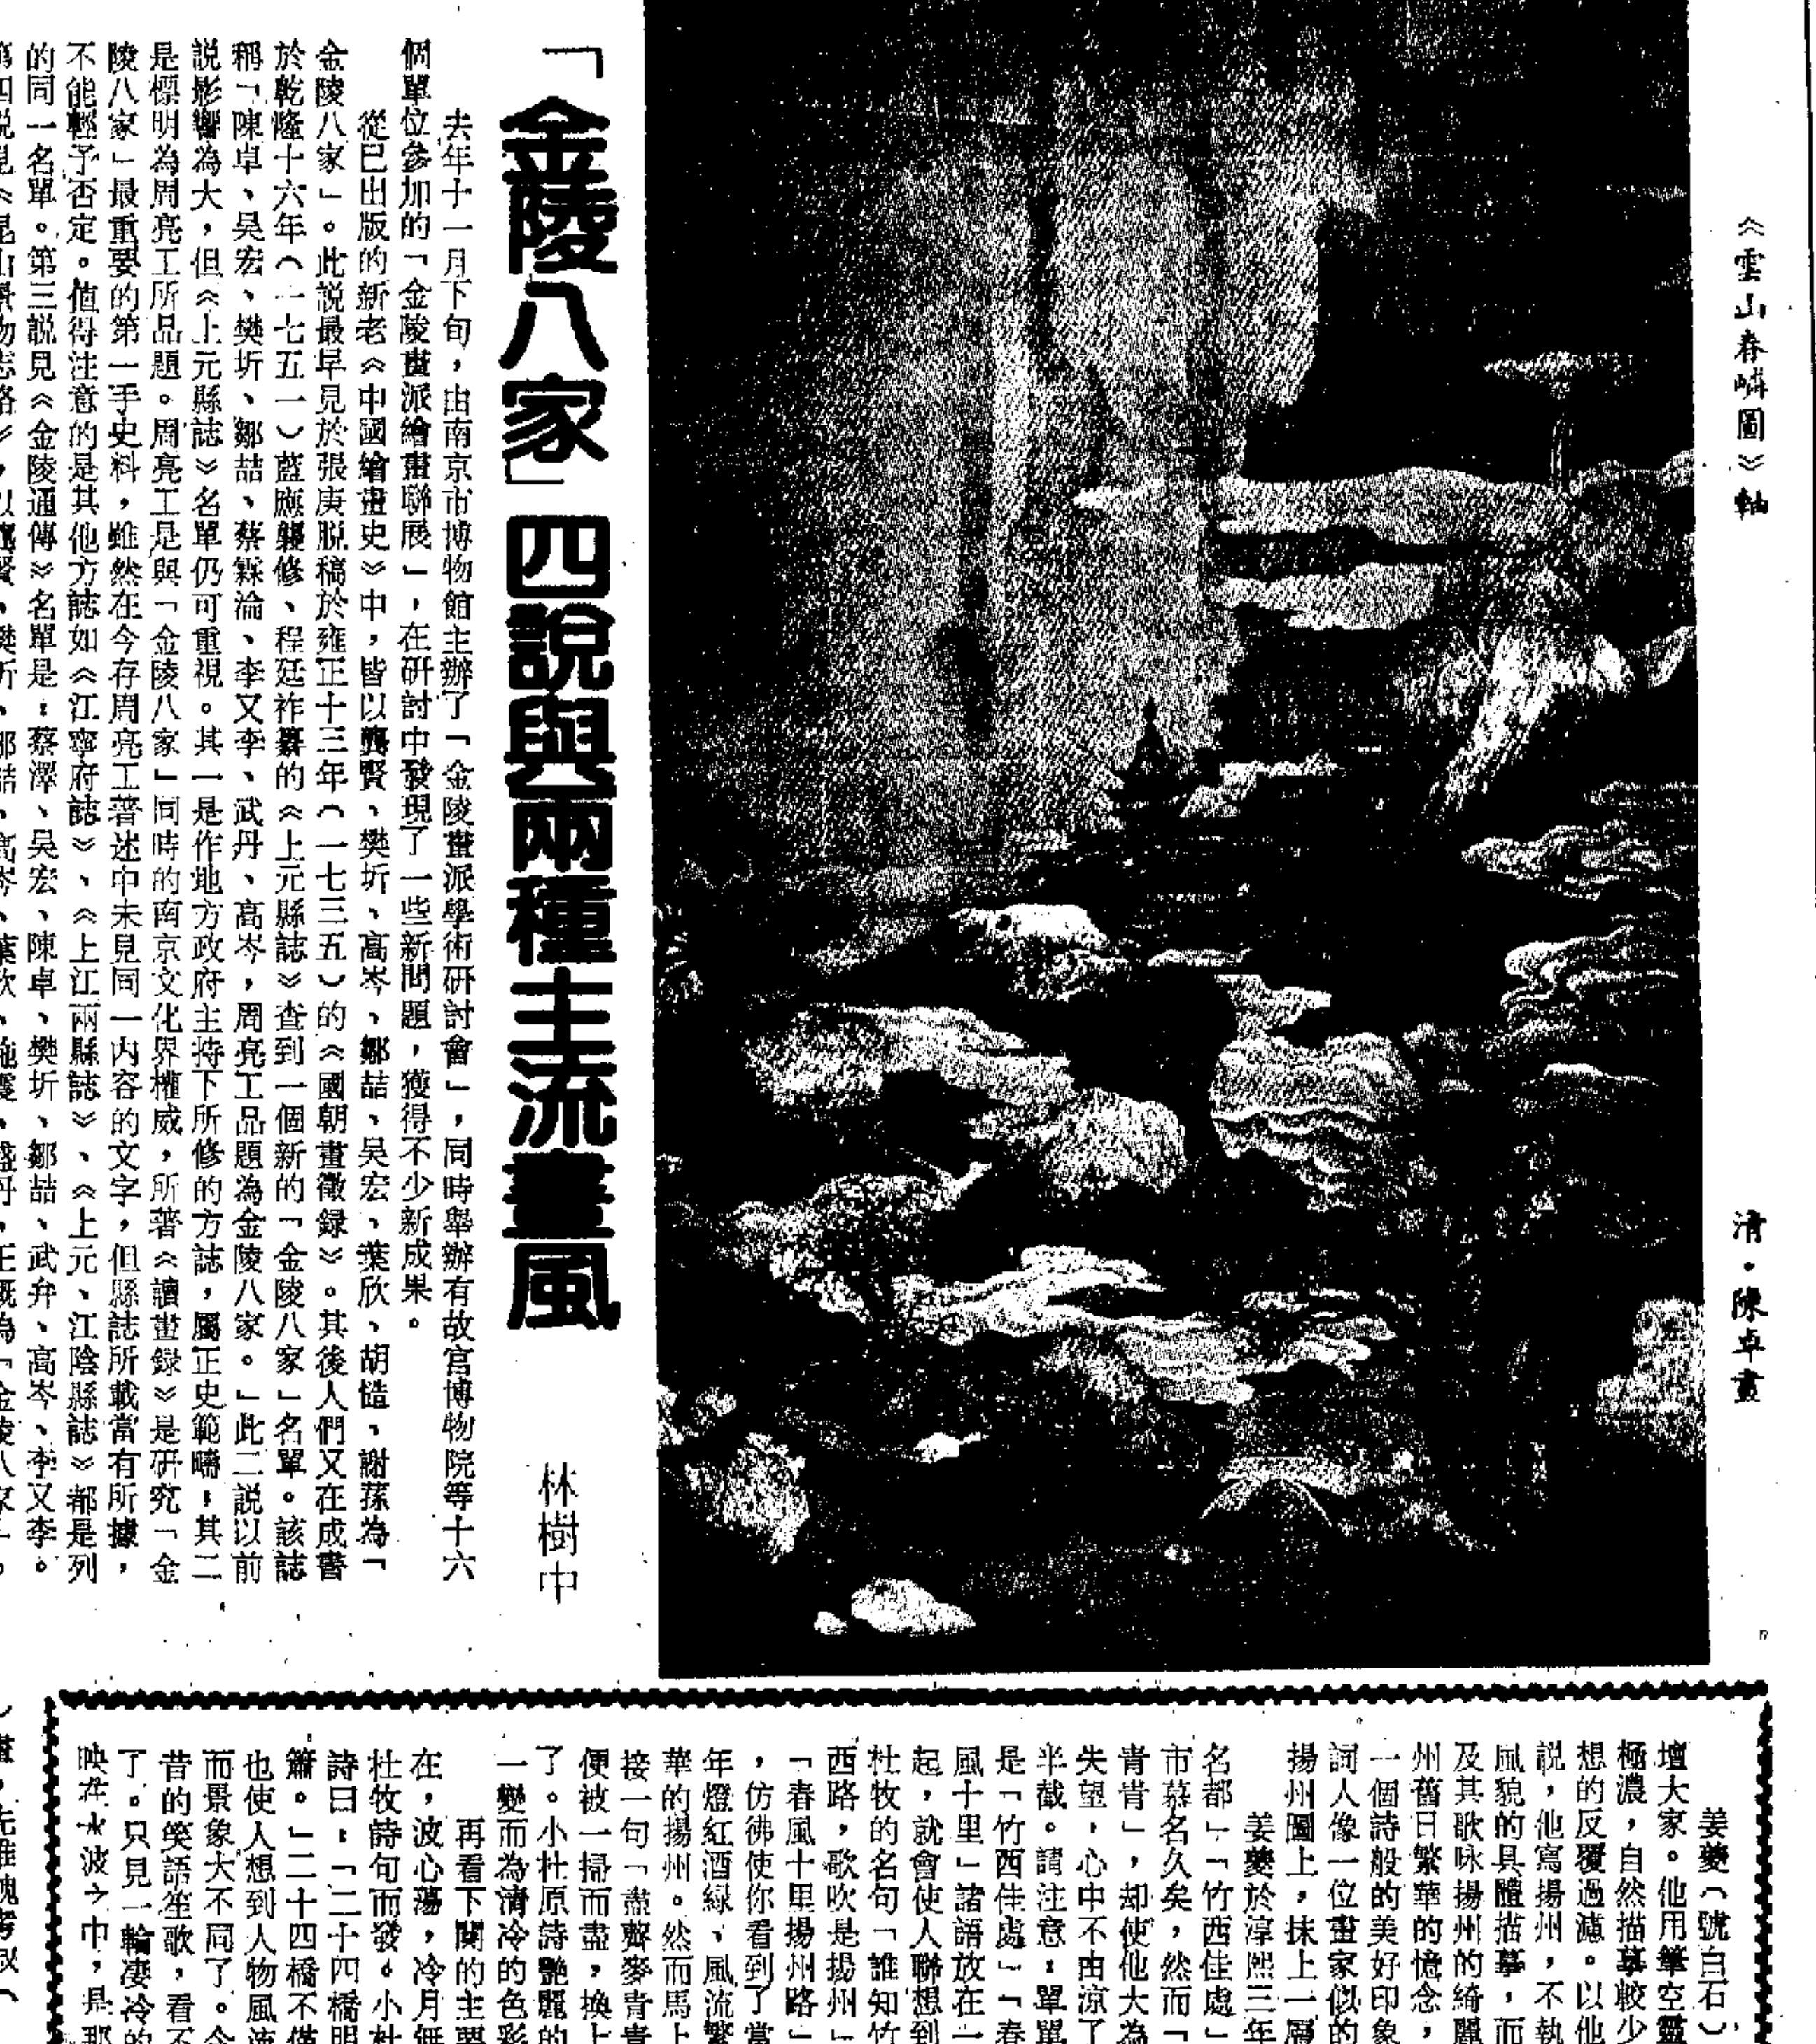 《雲山春嶙圖》軸
清·陳卓畫
「金陵八家」四說與兩種主流畫風
林樹中
去年十一月下旬，由南京市博物館主辦了「金陵畫派學術研討會」，同時舉辦有故宮博物院等十六
個單位參加的「金陵畫派繪畫聯展」，在研討中發現了一些新問題，獲得不少新成果。
從已出版的新老《中國繪畫史》中，皆以龔賢、樊圻、高岑、鄒喆、吳宏、葉欣、胡慥、謝蓀為「
金陵八家」。此說最早見於張庚脫稿於雍正十三年（一七三五）的《國朝畫徵録》。其後人們又在成書
於乾隆十六年（一七五一）藍應襲修、程廷祚纂的《上元縣誌》查到一個新的「金陵八家」名單。該誌
稱「陳卓、吳宏、樊圻、鄒喆、蔡霖淪、李又李、武丹、高岑，周亮工品題為金陵八家。」此二說以前
說影響為大，但《上元縣誌》名單仍可重視。其一是作地方政府主持下所修的方誌，屬正史範疇；其二
是標明為周亮工所品題。周亮工是與「金陵八家」同時的南京文化界權威，所著《讀畫録》是研究「金
陵八家」最重要的第一手史料，雖然在今存周亮工著述中未見同一內容的文字，但縣誌所載當有所據，
不能輕予否定。值得注意的是其他方誌如《江寧府誌》、《上江兩縣誌》、《上元、江陰縣誌》都是列
的同一名單。第三說見《金陵通傳》名單是：蔡澤、吳宏、陳卓、樊圻、鄒喆、武弁、高岑、李又李。
姜夔（號白石）
壇大家。他用筆空靈
極濃，自然描摹較少
想的反覆過濾。以他
說，他寫揚州，不執
風貌的具體描摹，而
及其歌咏揚州的綺麗
州舊日繁華的憶念，
一個詩般的美好印象
詞人像一位畫家似的
揚州圖上，抹上一層
姜夔於淳熙三年
名都」「竹西佳處」
市慕名久矣，然而「
青青」，却使他大為
失望，心中不由涼了
半截。請注意，單單
是「竹西佳處」「春
風十里」諸語放在一
起，就會使人聯想到
杜牧的名句「誰知竹
西路，歌吹是揚州」
「春風十里揚州路」
，仿彿使你看到了當
年燈紅酒緑、風流繁
華的揚州。然而馬上
接一句「盡薺麥青青
便被一掃而盡，換上
了。小杜原詩艷麗的
一變而為清冷的色彩
再看下闋的主要
在，波心蕩，冷月無
杜牧詩句而發。小杜
詩曰：「二十四橋明
簫。」二十四橋不僅
也使人想到人物風流
而景象大不同了。今
昔的笑語笙歌，看不
了。只見一輪凄冷的
映在水波之中，是那